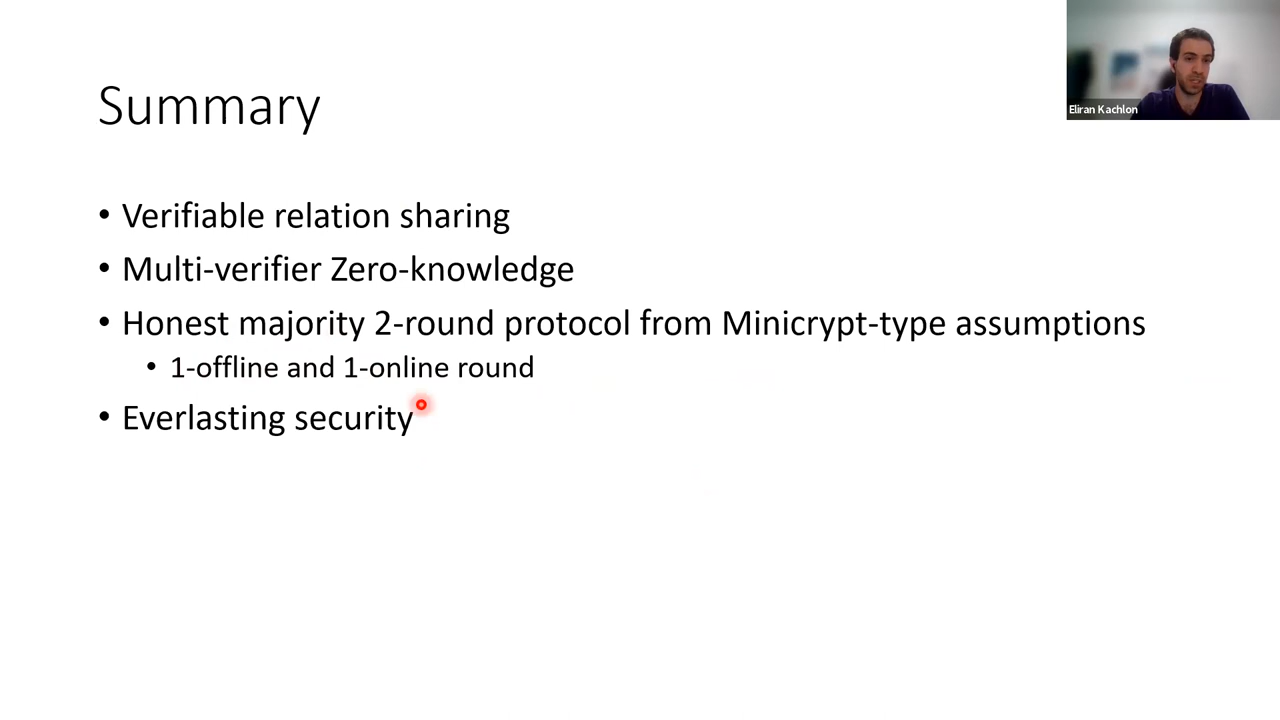 Eliran Kachlon
Summary
• Verifiable relation sharing
• Multi-verifier Zero-knowledge
• Honest majority 2-round protocol from Minicrypt-type assumptions
• 1-offline and 1-online round
• Everlasting security